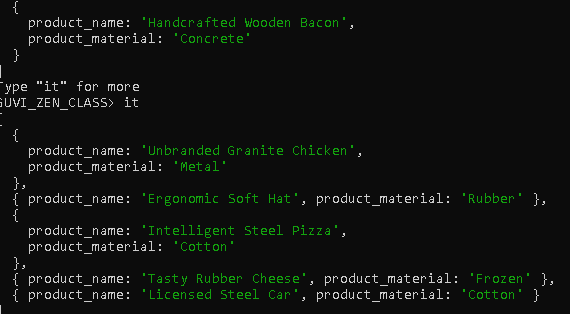 {
product_name: 'Handcrafted Wooden Bacon',
product_material: 'Concrete'
}
]
Type "it" for more
GUVI_ZEN_CLASS> it
[
{
product_name: 'Unbranded Granite Chicken',
product_material: 'Metal'
},
{ product_name: 'Ergonomic Soft Hat', product_material: 'Rubber' },
{
product_name: 'Intelligent Steel Pizza',
product_material: 'Cotton'
},
{ product_name: 'Tasty Rubber Cheese', product_material: 'Frozen' },
{ product_name: 'Licensed Steel Car', product_material: 'Cotton' }
]